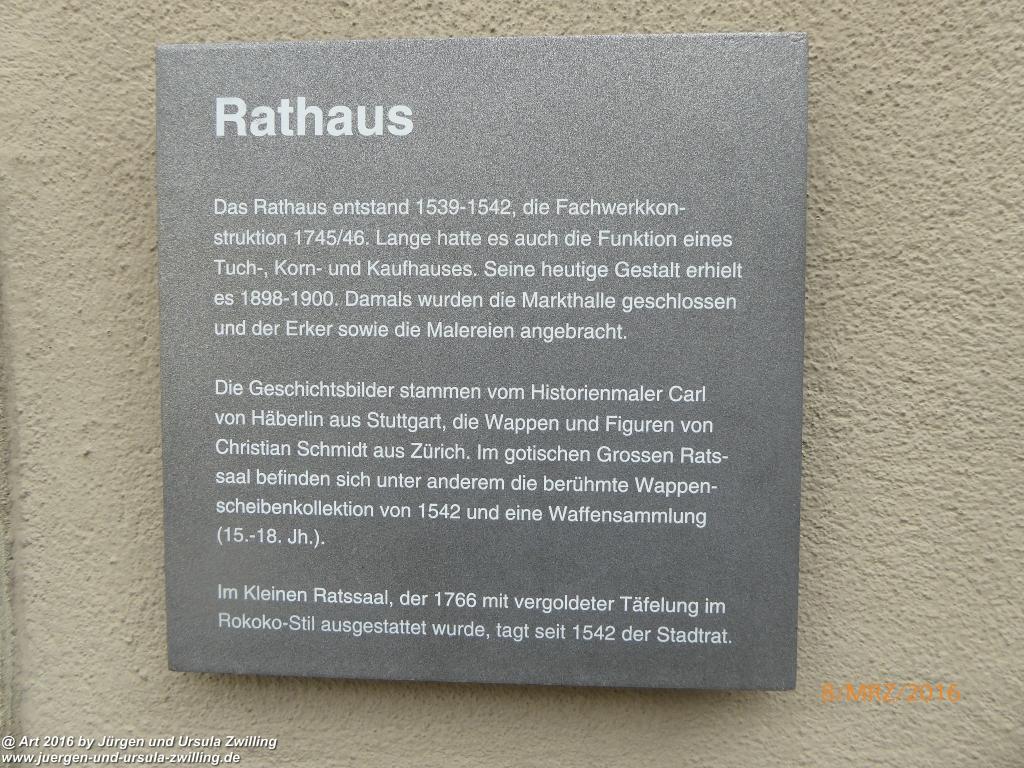 Rathaus
Das Rathaus entstand 1539-1542, die Fachwerkkon-
struktion 1745/46. Lange hatte es auch die Funktion eines
Tuch-, Korn- und Kaufhauses. Seine heutige Gestalt erhielt
es 1898-1900. Damals wurden die Markthalle geschlossen
und der Erker sowie die Malereien angebracht.
Die Geschichtsbilder stammen vom Historienmaler Carl
von Häberlin aus Stuttgart, die Wappen und Figuren von
Christian Schmidt aus Zürich. Im gotischen Grossen Rats-
saal befinden sich unter anderem die berühmte Wappen-
scheibenkollektion von 1542 und eine Waffensammlung
(15.-18. Jh.).
Im Kleinen Ratssaal, der 1766 mit vergoldeter Täfelung im
Rokoko-Stil ausgestattet wurde, tagt seit 1542 der Stadtrat.
8/MRZ/2016
@ Art 2016 by Jürgen und Ursula Zwilling
www.juergen-und-ursula-zwilling.de